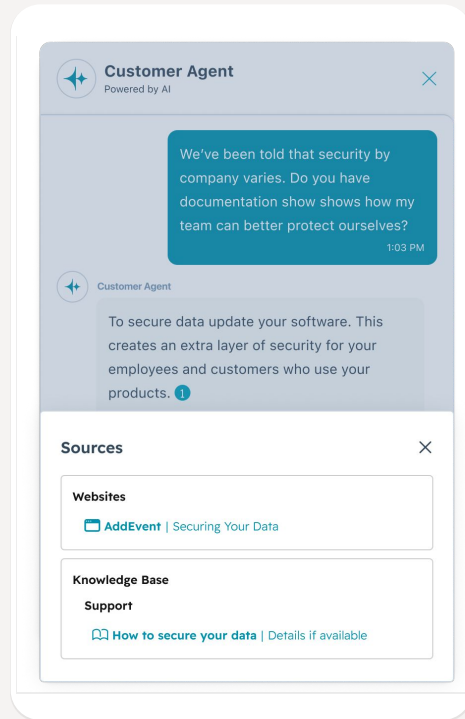 Customer Agent
Powered by AI
We've been told that security by
company varies. Do you have
documentation show shows how my
team can better protect ourselves?
1:03 PM
Customer Agent
To secure data update your software. This
creates an extra layer of security for your
employees and customers who use your
products. 1
Sources
Websites
AddEvent | Securing Your Data
Knowledge Base
Support
How to secure your data | Details if available